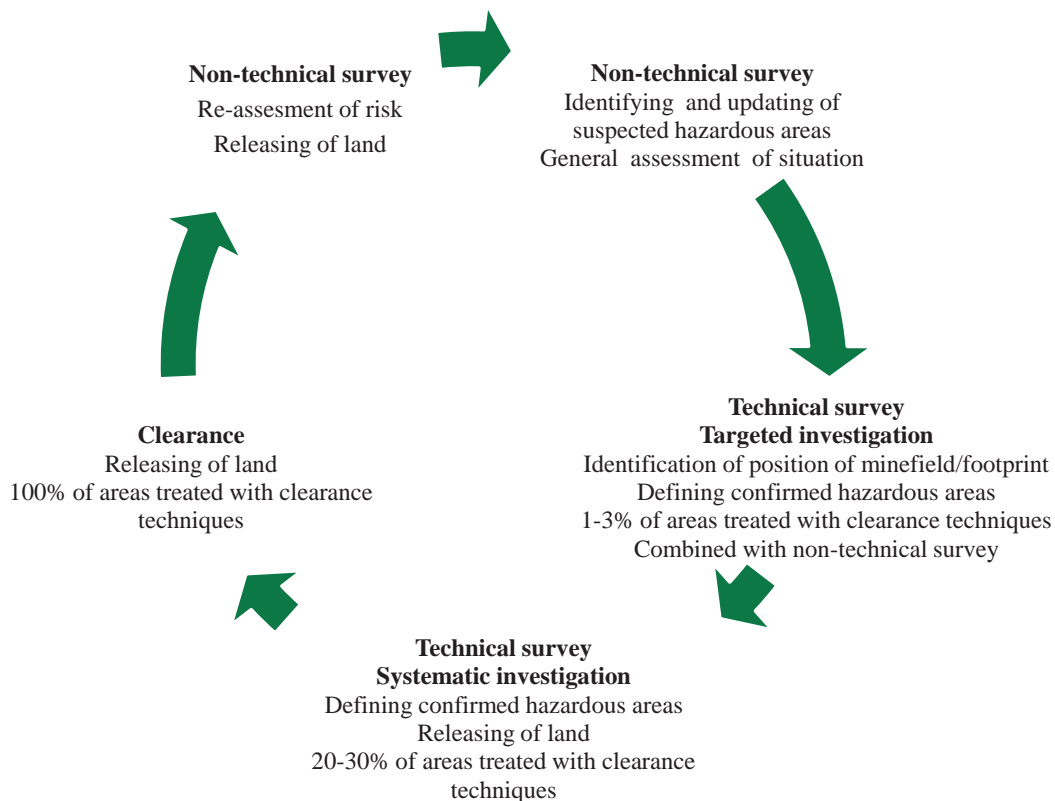 Non-technical survey
Re-assesment of risk
Releasing of land
Non-technical survey
Identifying and updating of
suspected hazardous areas
General assessment of situation
Technical survey
Targeted investigation
Identification of position of minefield/footprint
Defining confirmed hazardous areas
1-3% of areas treated with clearance techniques
Combined with non-technical survey
Technical survey
Systematic investigation
Defining confirmed hazardous areas
Releasing of land
20-30% of areas treated with clearance
techniques
Clearance
Releasing of land
100% of areas treated with clearance
techniques